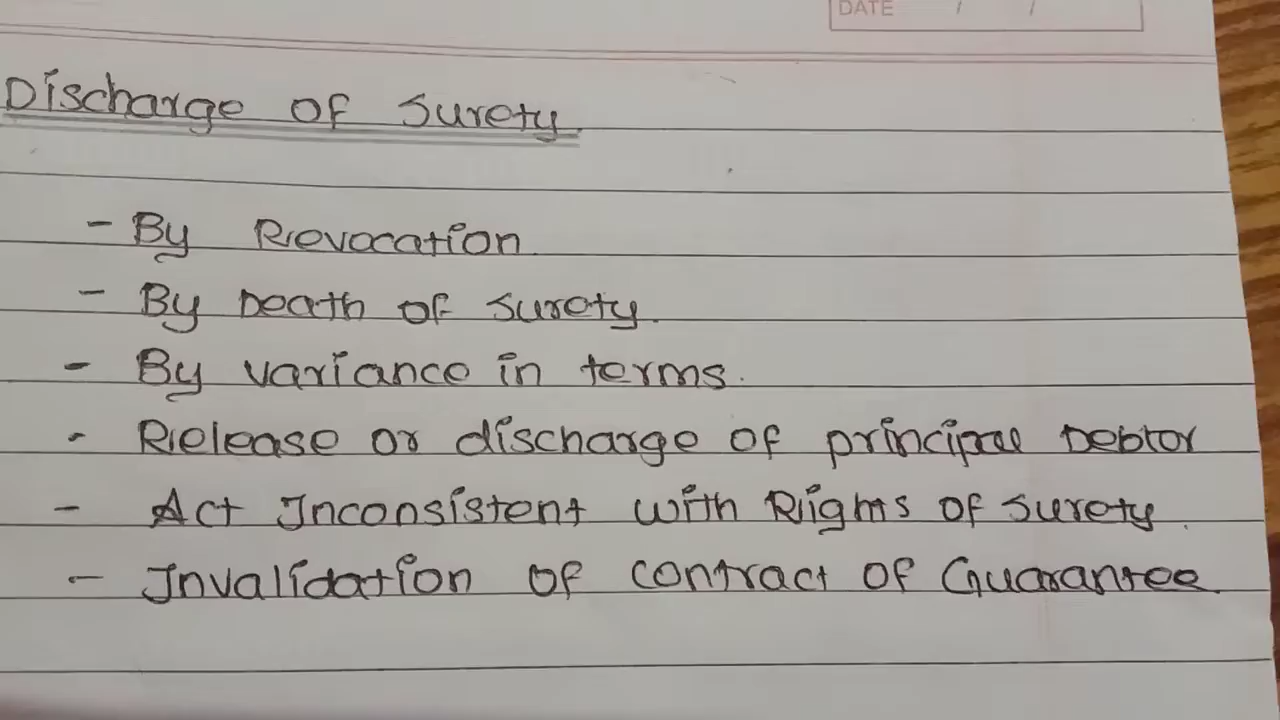 DATE / /
Discharge of Surety
- By Revocation
- By Death of surety.
- By variance in terms.
- Release or discharge of principal Debtor
- Act Inconsistent with Rights of surety.
- Invalidation of contract of Guarantee.